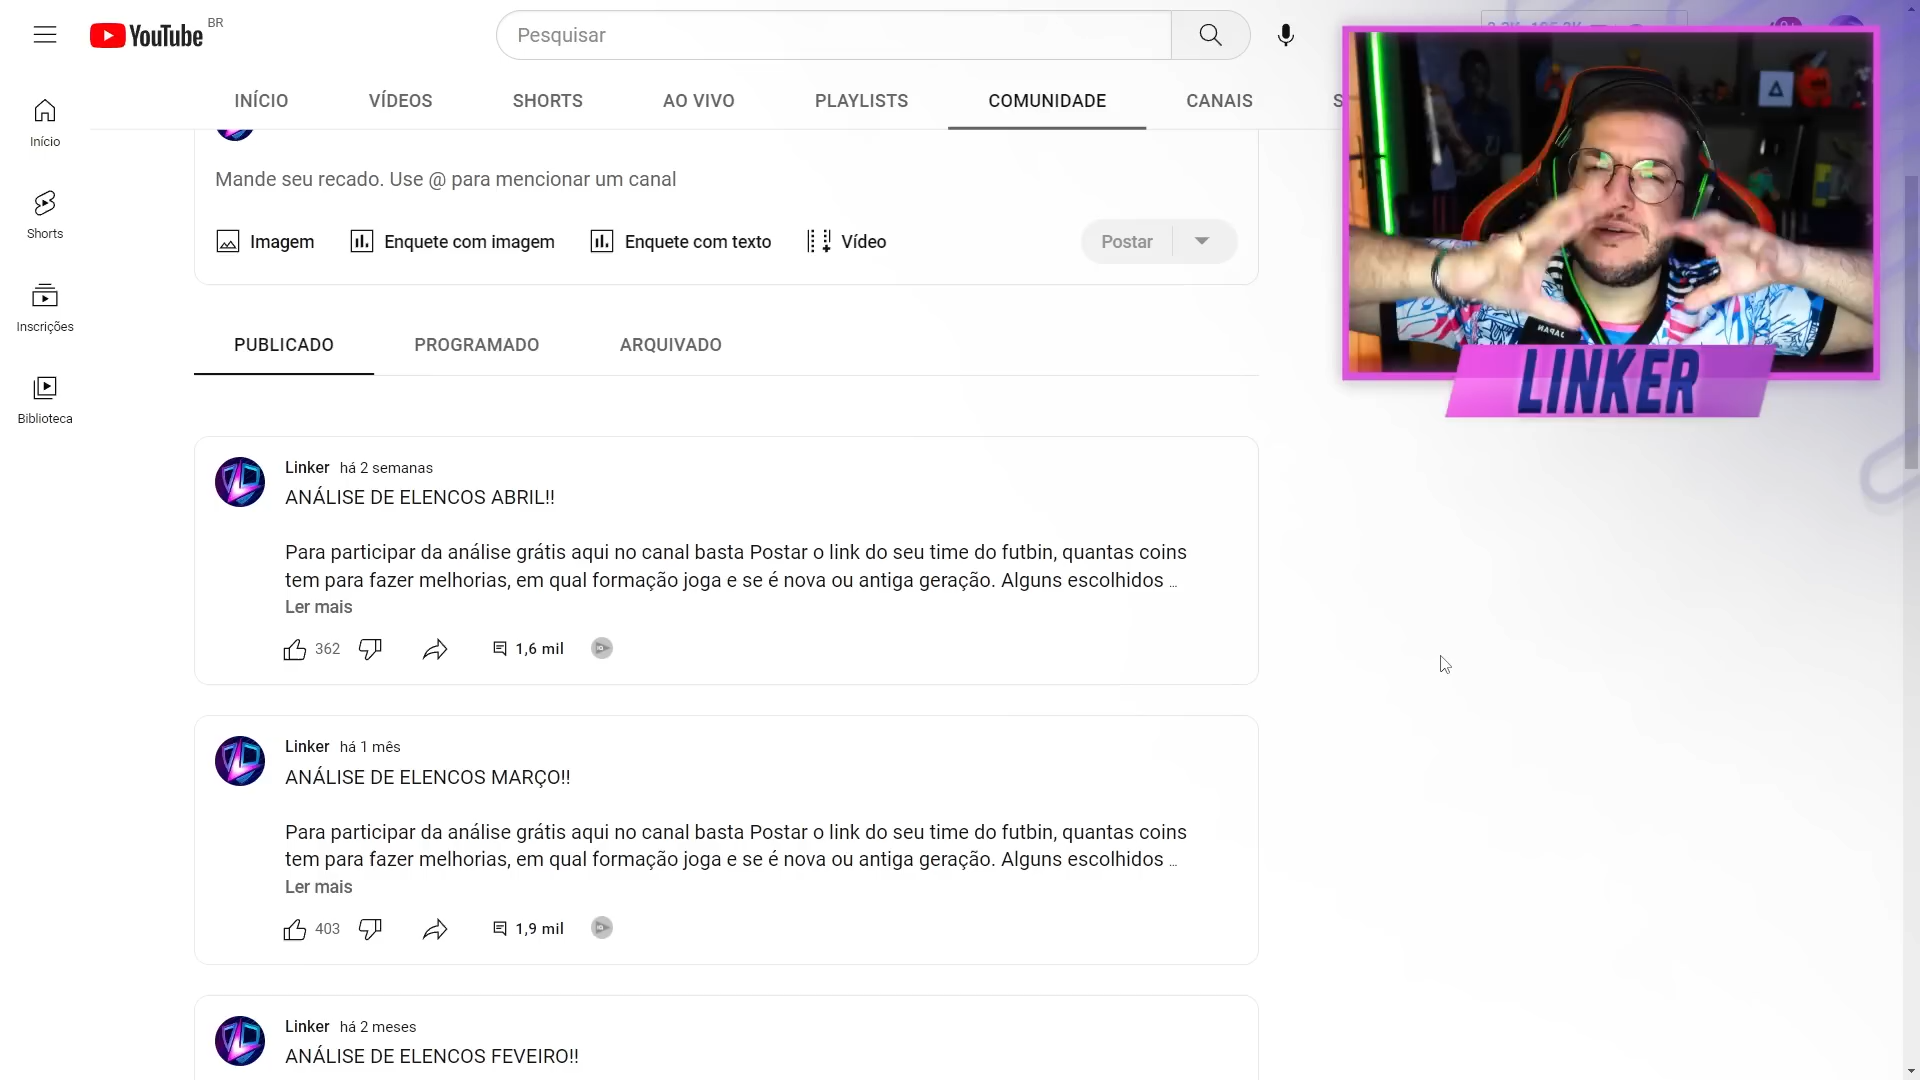 YouTube BR
Pesquisar
INÍCIO VÍDEOS SHORTS AO VIVO PLAYLISTS COMUNIDADE CANAIS S
Início
Shorts
Inscrições
Biblioteca
Mande seu recado. Use @ para mencionar um canal
Imagem Enquete com imagem Enquete com texto Vídeo Postar
JAPAN
LINKER
PUBLICADO PROGRAMADO ARQUIVADO
Linker há 2 semanas
ANÁLISE DE ELENCOS ABRIL!!
Para participar da análise grátis aqui no canal basta Postar o link do seu time do futbin, quantas coins
tem para fazer melhorias, em qual formação joga e se é nova ou antiga geração. Alguns escolhidos ...
Ler mais
362 1,6 mil
Linker há 1 mês
ANÁLISE DE ELENCOS MARÇO!!
Para participar da análise grátis aqui no canal basta Postar o link do seu time do futbin, quantas coins
tem para fazer melhorias, em qual formação joga e se é nova ou antiga geração. Alguns escolhidos ...
Ler mais
403 1,9 mil
Linker há 2 meses
ANÁLISE DE ELENCOS FEVEIRO!!